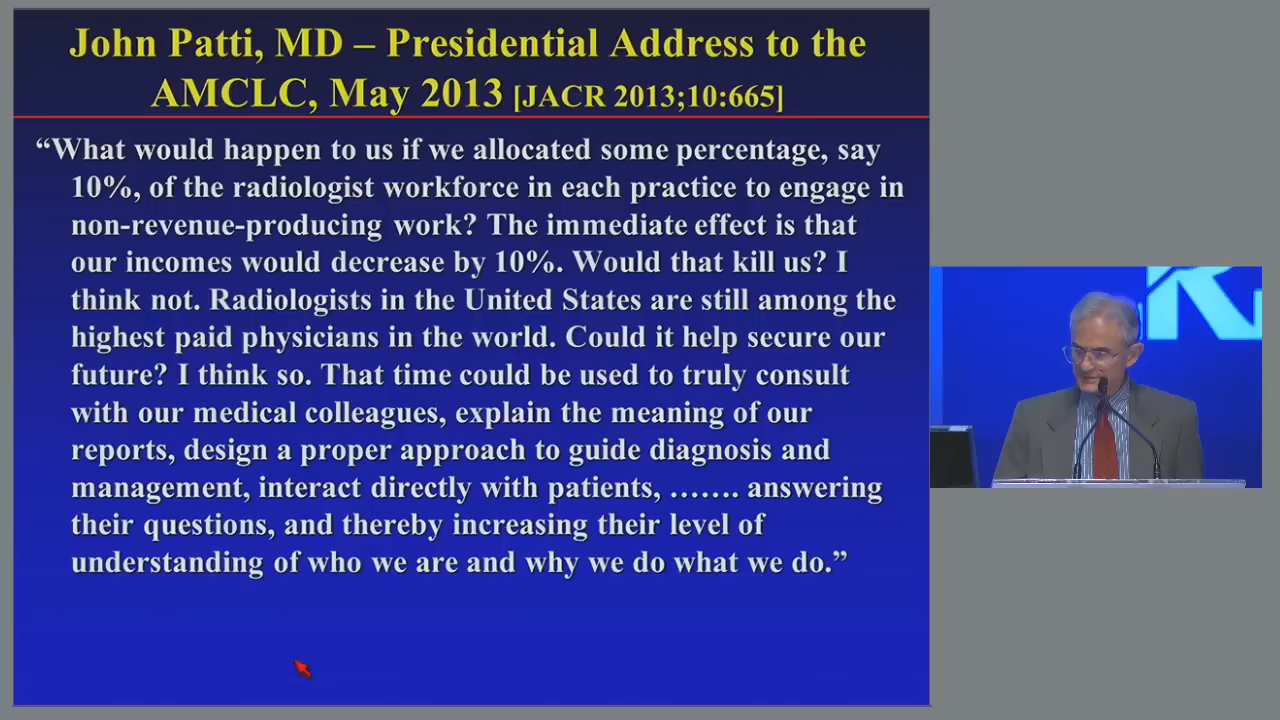 John Patti, MD – Presidential Address to the
AMCLC, May 2013 [JACR 2013;10:665]
“What would happen to us if we allocated some percentage, say
10%, of the radiologist workforce in each practice to engage in
non-revenue-producing work? The immediate effect is that
our incomes would decrease by 10%. Would that kill us? I
think not. Radiologists in the United States are still among the
highest paid physicians in the world. Could it help secure our
future? I think so. That time could be used to truly consult
with our medical colleagues, explain the meaning of our
reports, design a proper approach to guide diagnosis and
management, interact directly with patients, ……. answering
their questions, and thereby increasing their level of
understanding of who we are and why we do what we do.”